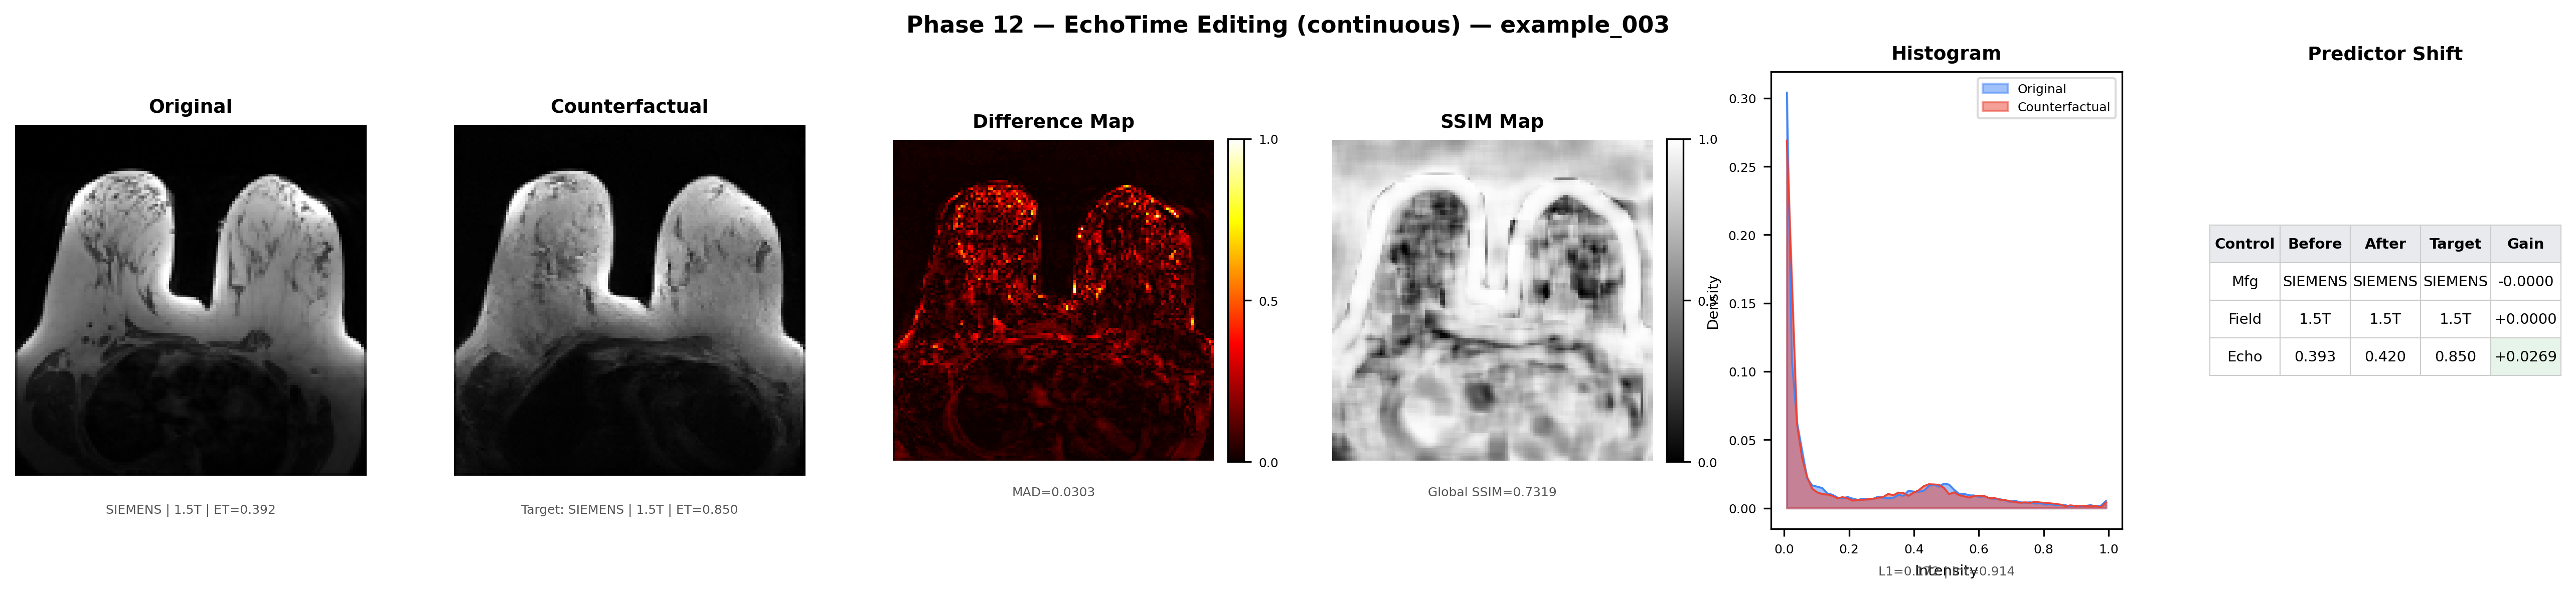 Phase 12 — EchoTime Editing (continuous) — example_003
Original
SIEMENS | 1.5T | ET=0.392
Counterfactual
Target: SIEMENS | 1.5T | ET=0.850
Difference Map
1.0
0.5
0.0
MAD=0.0303
SSIM Map
1.0
0.0
Global SSIM=0.7319
Histogram
Density
0.30
0.25
0.20
0.15
0.10
0.05
0.00
Original
Counterfactual
0.0 0.2 0.4 0.6 0.8 1.0
Intensity
Predictor Shift
Control Before After Target Gain
Mfg SIEMENS SIEMENS SIEMENS -0.0000
Field 1.5T 1.5T 1.5T +0.0000
Echo 0.393 0.420 0.850 +0.0269